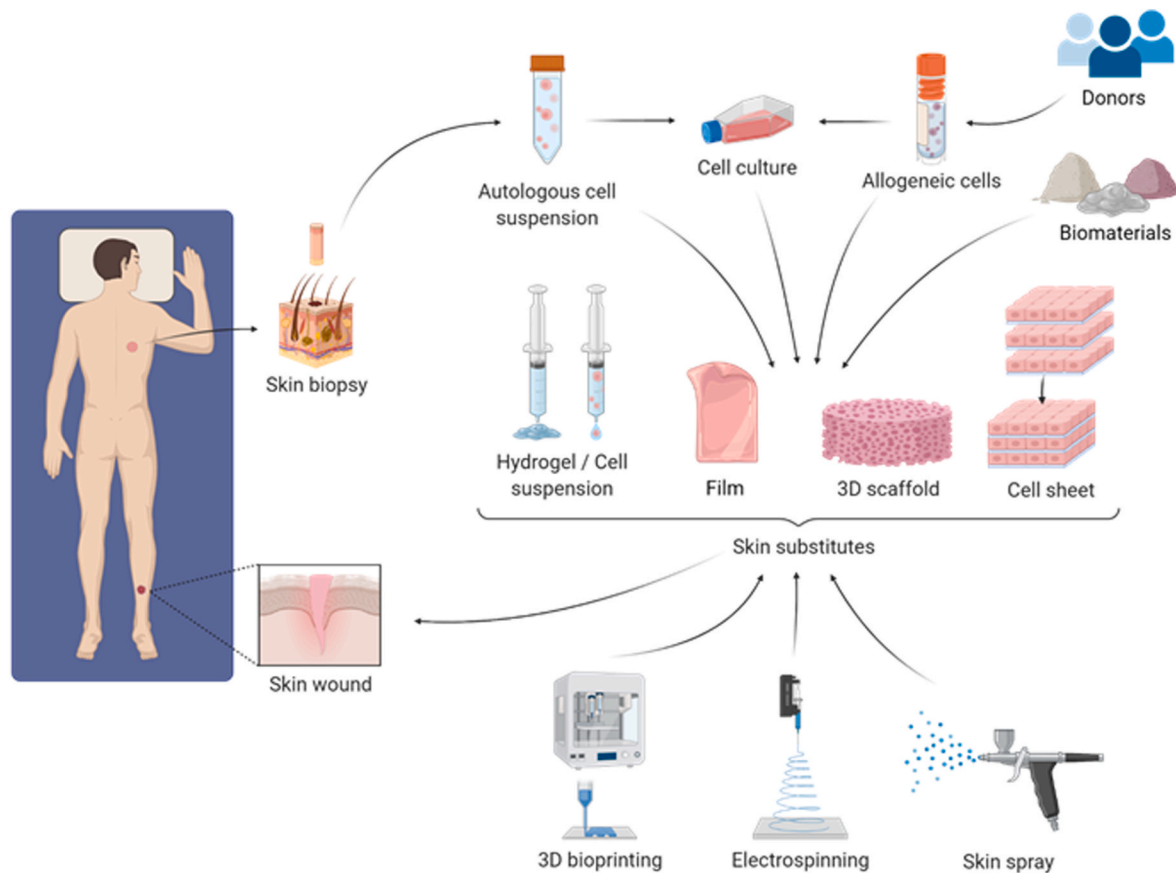 Donors
Autologous cell
suspension
Cell culture
Allogeneic cells
Biomaterials
Skin biopsy
Hydrogel / Cell
suspension
Film
3D scaffold
Cell sheet
Skin substitutes
Skin wound
3D bioprinting
Electrospinning
Skin spray